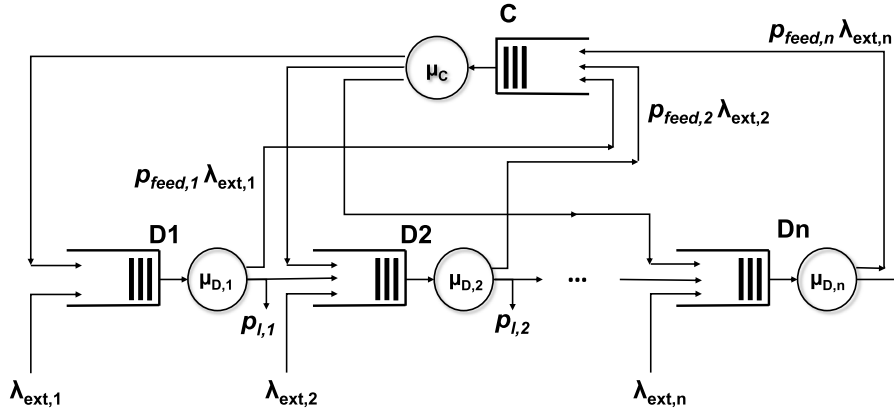 C
p_feed,n λ_ext,n
μ_C
p_feed,2 λ_ext,2
p_feed,1 λ_ext,1
D1
D2
Dn
μ_D,1
μ_D,2
...
μ_D,n
p_l,1
p_l,2
λ_ext,1
λ_ext,2
λ_ext,n